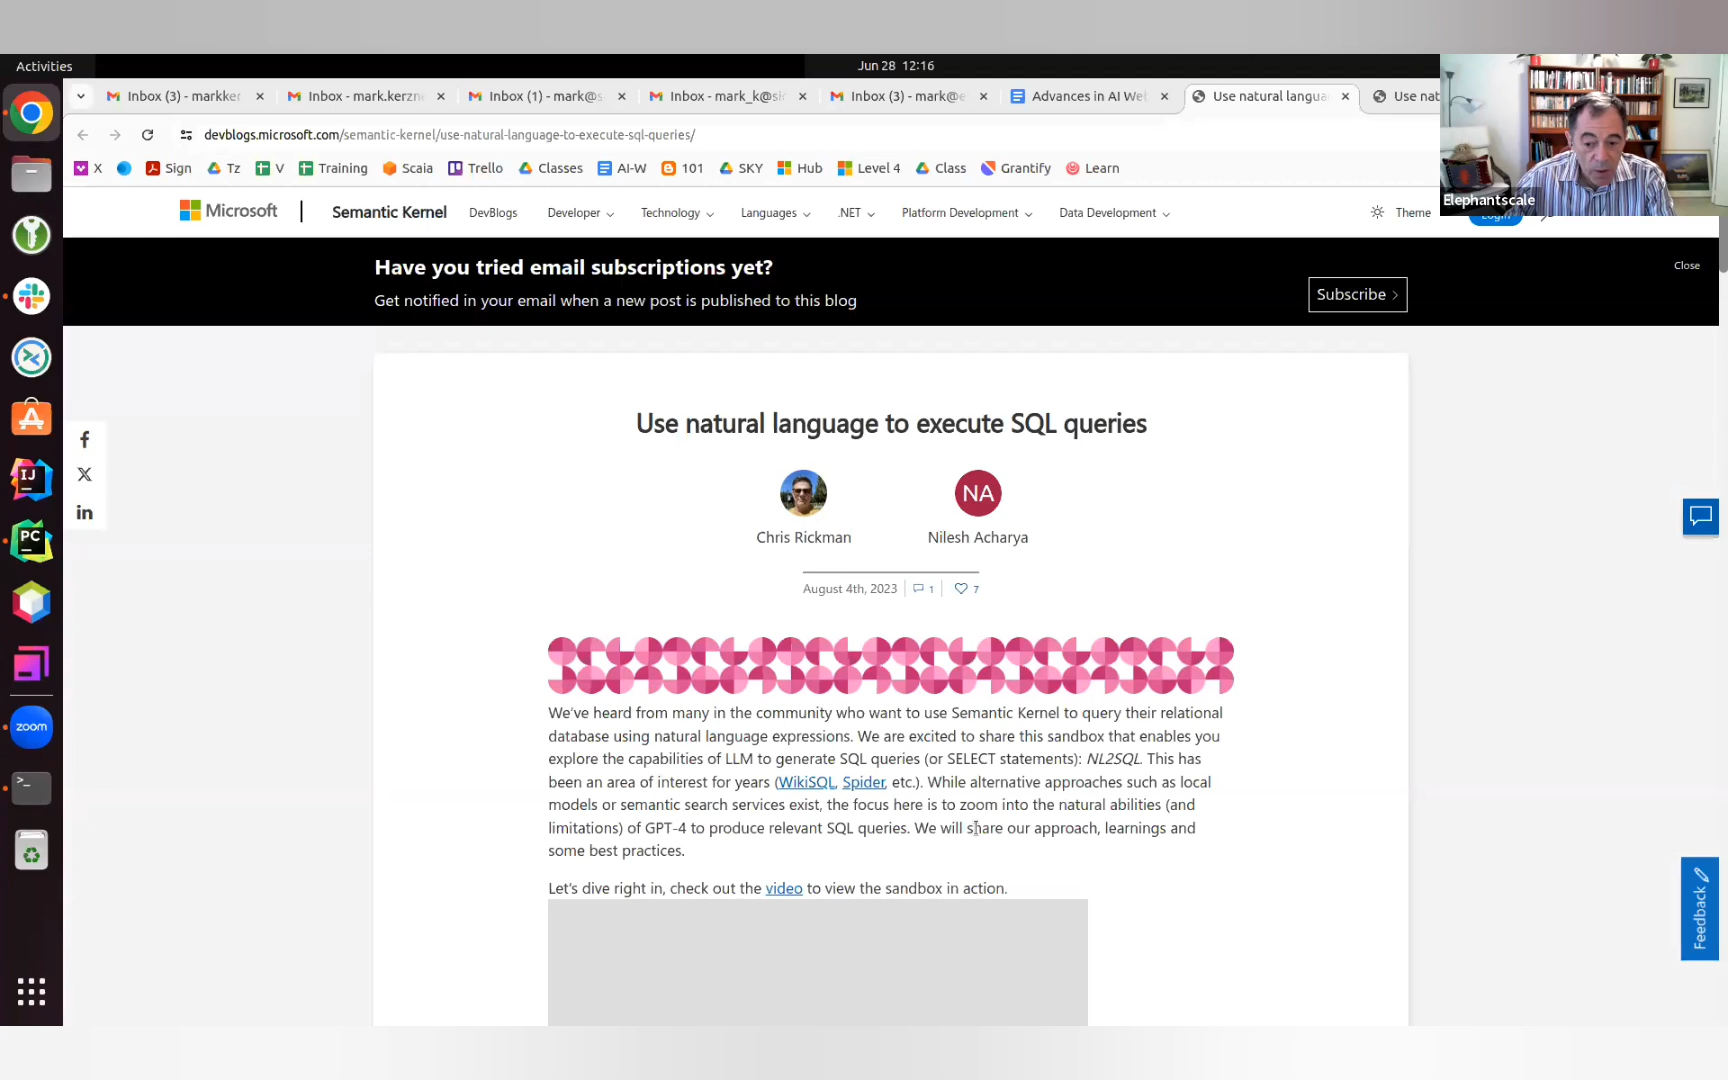 Activities
Jun 28 12:16
Inbox (3) - markker
Inbox - mark.kerzne
Inbox (1) - mark@s
Inbox - mark_k@si
Inbox (3) - mark@e
Advances in AI We
Use natural langua
Use nat
devblogs.microsoft.com/semantic-kernel/use-natural-language-to-execute-sql-queries/
X
Sign
Tz
V
Training
Scaia
Trello
Classes
AI-W
101
SKY
Hub
Level 4
Class
Grantify
Learn
Elephantscale
Microsoft
Semantic Kernel
DevBlogs
Developer
Technology
Languages
.NET
Platform Development
Data Development
Theme
Login
Have you tried email subscriptions yet?
Close
Get notified in your email when a new post is published to this blog
Subscribe
Use natural language to execute SQL queries
NA
Chris Rickman
Nilesh Acharya
August 4th, 2023
1
7
We've heard from many in the community who want to use Semantic Kernel to query their relational
database using natural language expressions. We are excited to share this sandbox that enables you
explore the capabilities of LLM to generate SQL queries (or SELECT statements): NL2SQL. This has
been an area of interest for years (WikiSQL, Spider, etc.). While alternative approaches such as local
models or semantic search services exist, the focus here is to zoom into the natural abilities (and
limitations) of GPT-4 to produce relevant SQL queries. We will share our approach, learnings and
some best practices.
Let's dive right in, check out the video to view the sandbox in action.
Feedback
IJ
PC
zoom